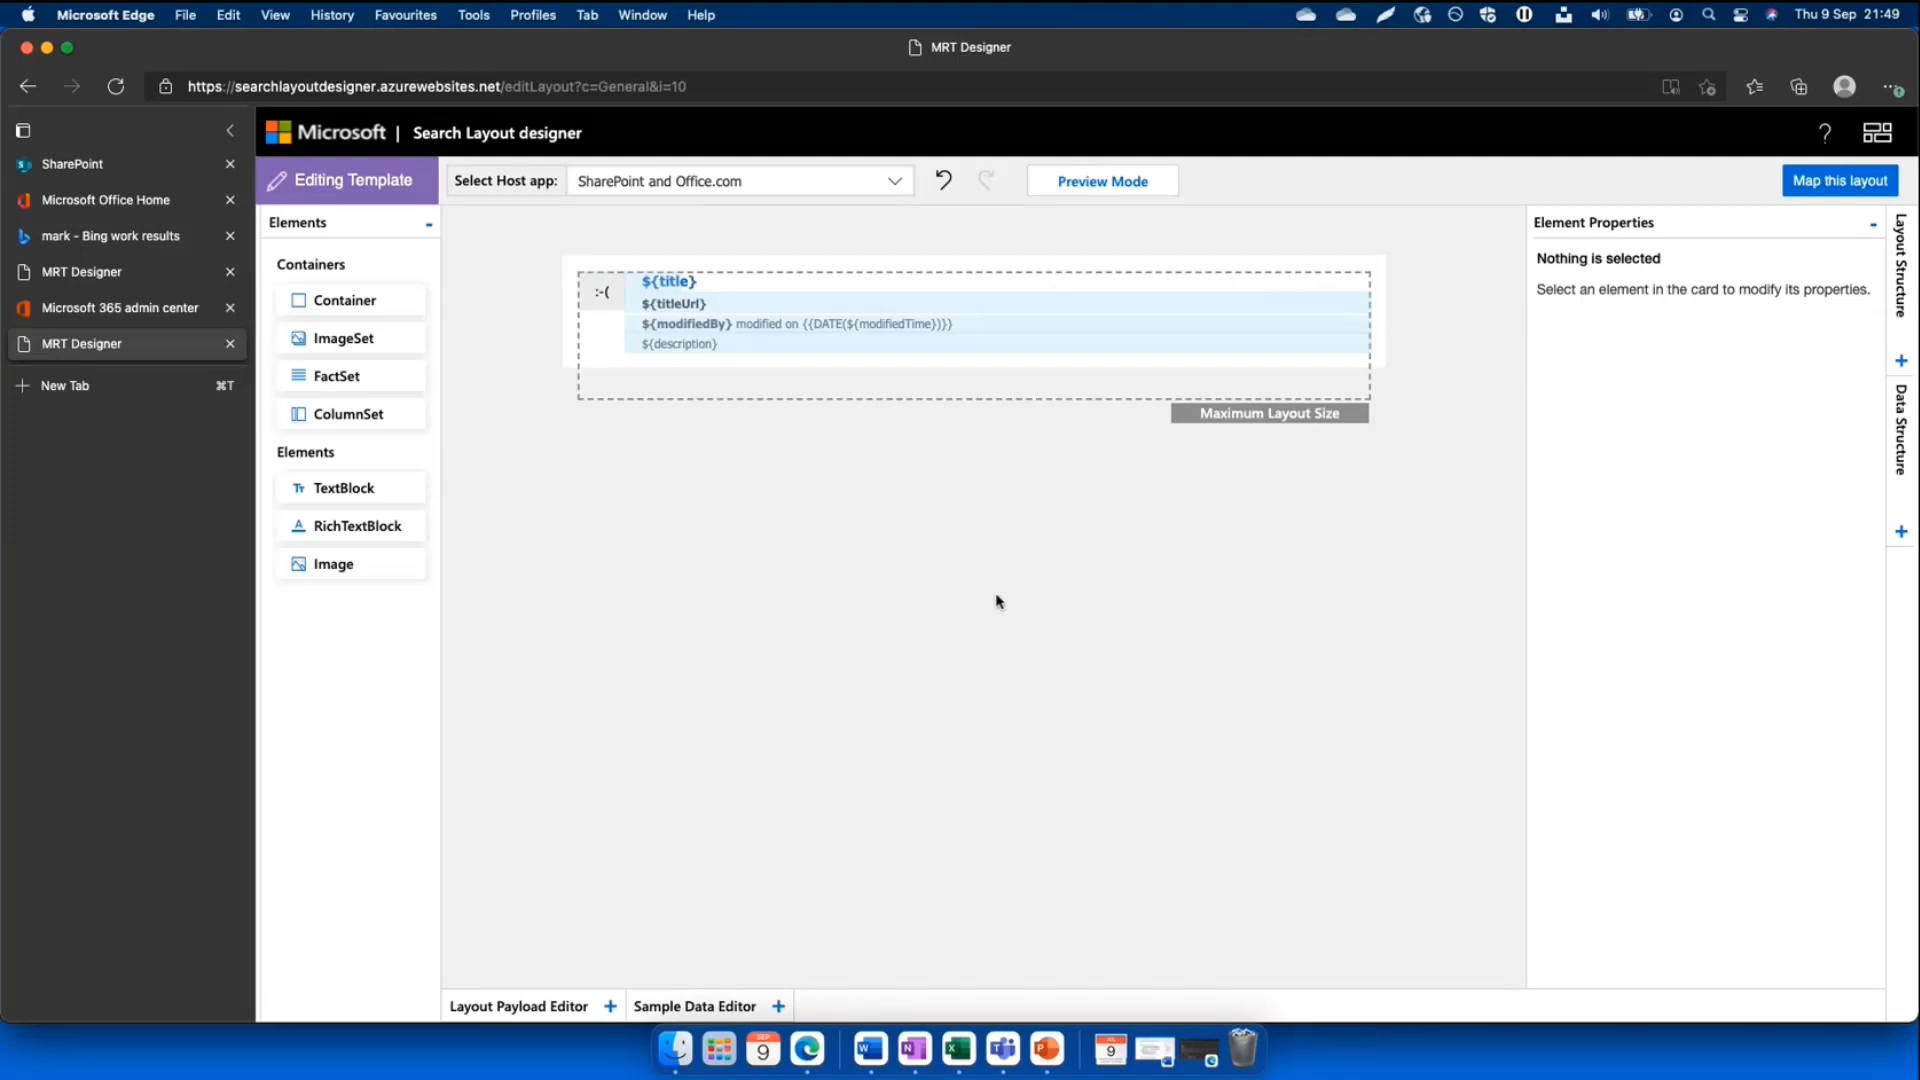 Microsoft Edge File Edit View History Favourites Tools Profiles Tab Window Help Thu 9 Sep 21:49
MRT Designer
https://searchlayoutdesigner.azurewebsites.net/editLayout?c=General&i=10
Microsoft | Search Layout designer ?
SharePoint
Microsoft Office Home
mark - Bing work results
MRT Designer
Microsoft 365 admin center
MRT Designer
New Tab ⌘T
Editing Template Select Host app: SharePoint and Office.com Preview Mode Map this layout
Elements
Containers
Container
ImageSet
FactSet
ColumnSet
Elements
TextBlock
RichTextBlock
Image
:-(
${title}
${titleUrl}
${modifiedBy} modified on {{DATE(${modifiedTime})}}
${description}
Maximum Layout Size
Element Properties
Nothing is selected
Select an element in the card to modify its properties.
Layout Structure
Data Structure
Layout Payload Editor + Sample Data Editor +
SEP
9
9